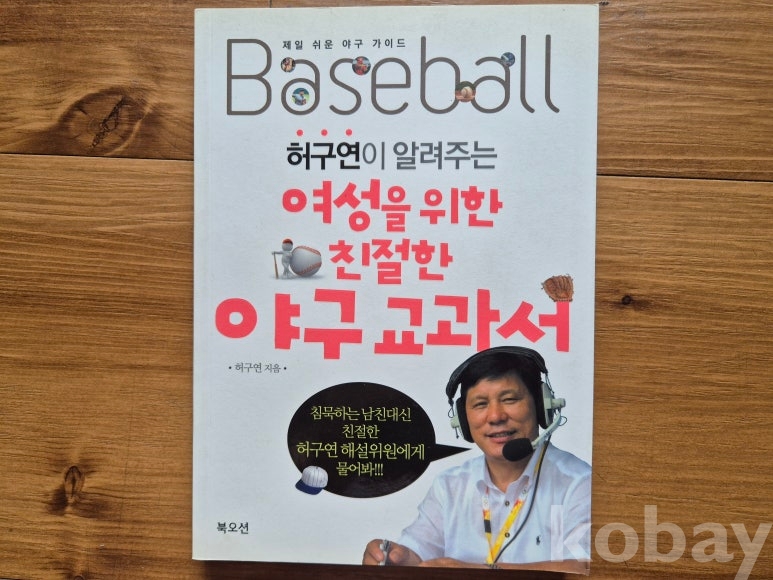 제일 쉬운 야구 가이드
Baseball
허구연이 알려주는
여성을 위한
친절한
야구 교과서
• 허구연 지음 •
침묵하는 남친대신
친절한
허구연 해설위원에게
물어봐!!!
북오션
kobay